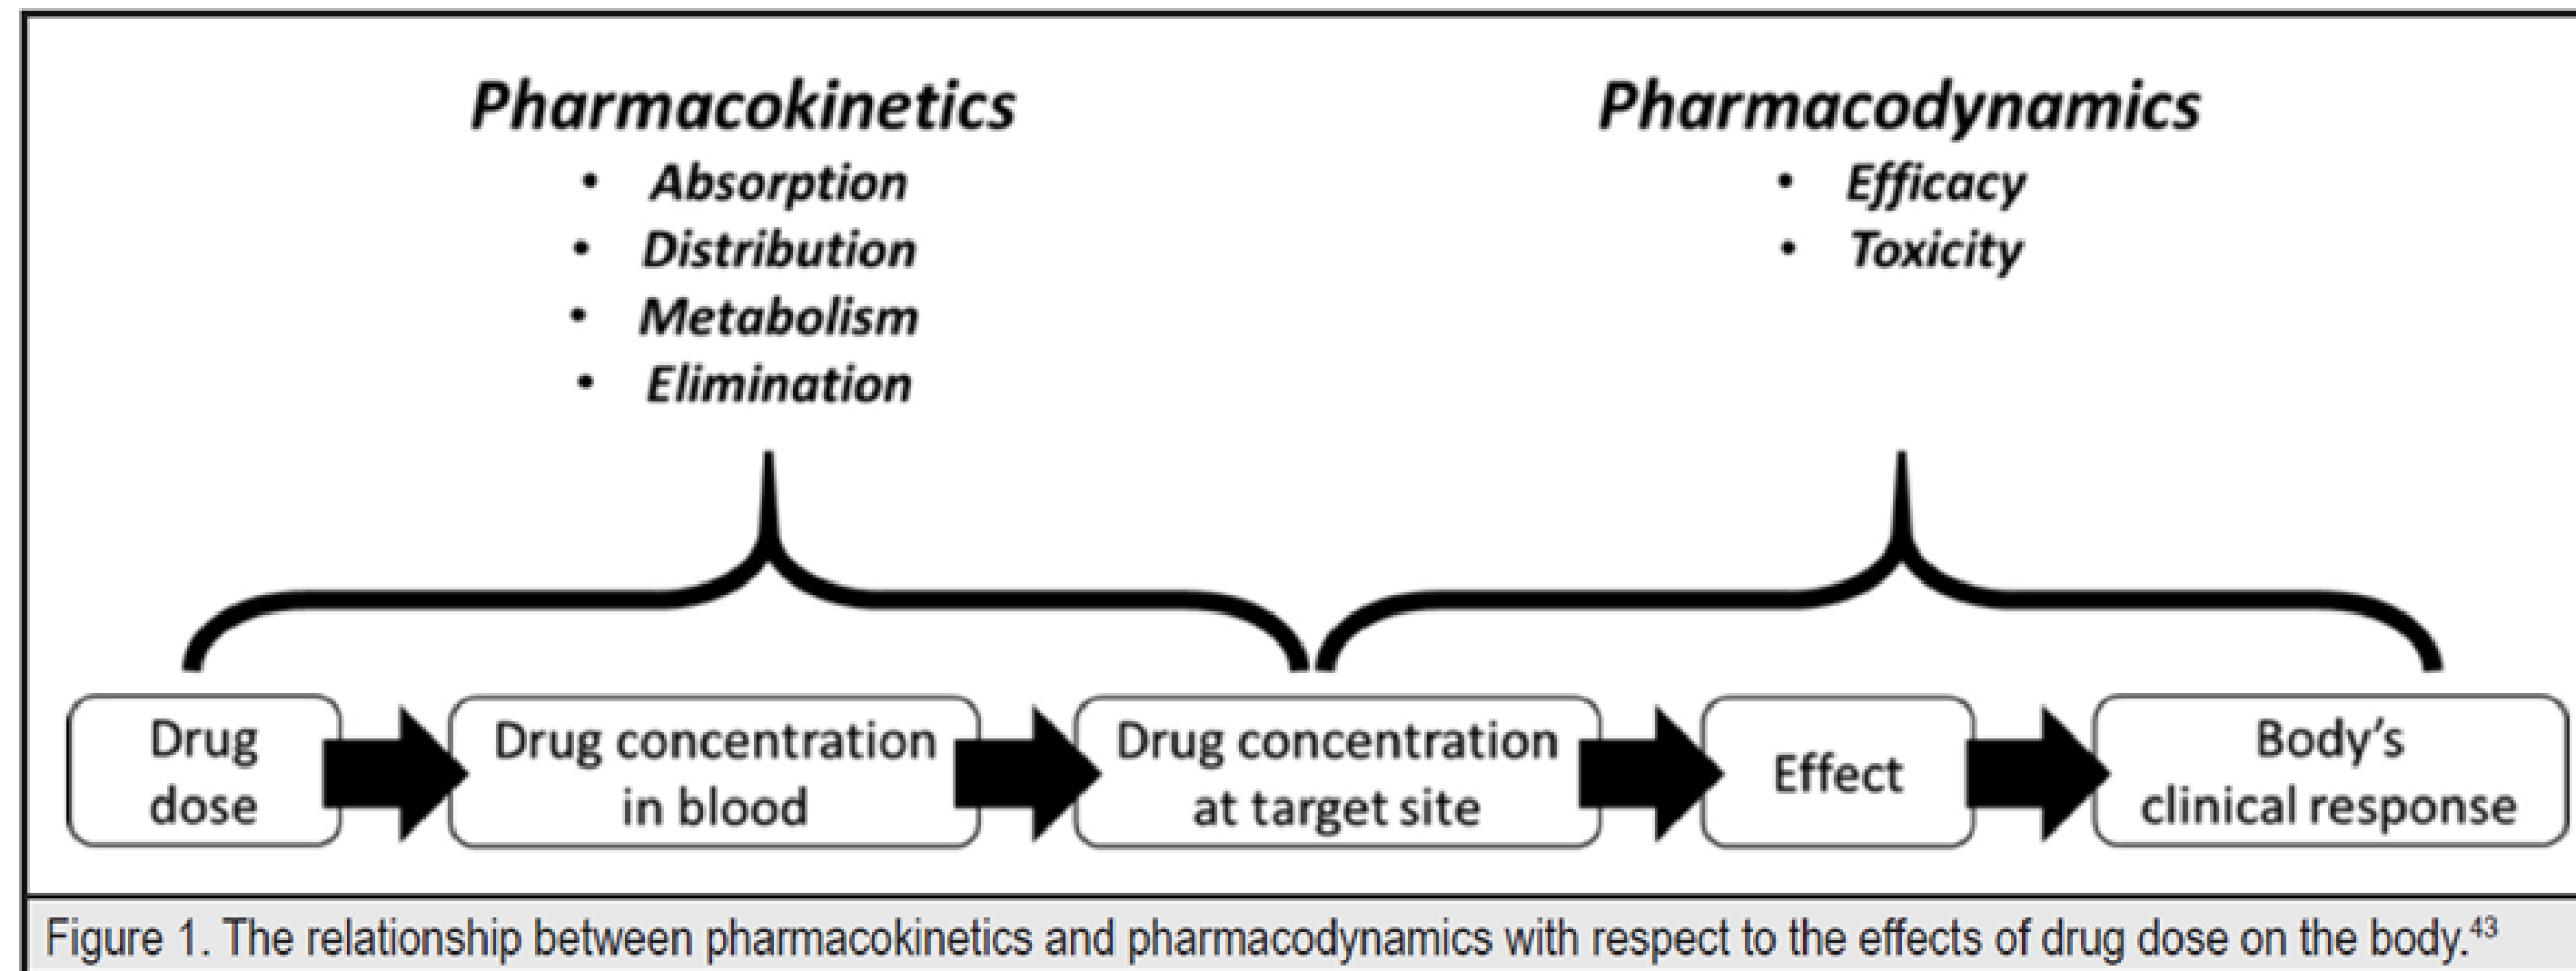 Pharmacokinetics
• Absorption
• Distribution
• Metabolism
• Elimination
Pharmacodynamics
• Efficacy
• Toxicity
Drug
dose
Drug concentration
in blood
Drug concentration
at target site
Effect
Body's
clinical response
Figure 1. The relationship between pharmacokinetics and pharmacodynamics with respect to the effects of drug dose on the body.43